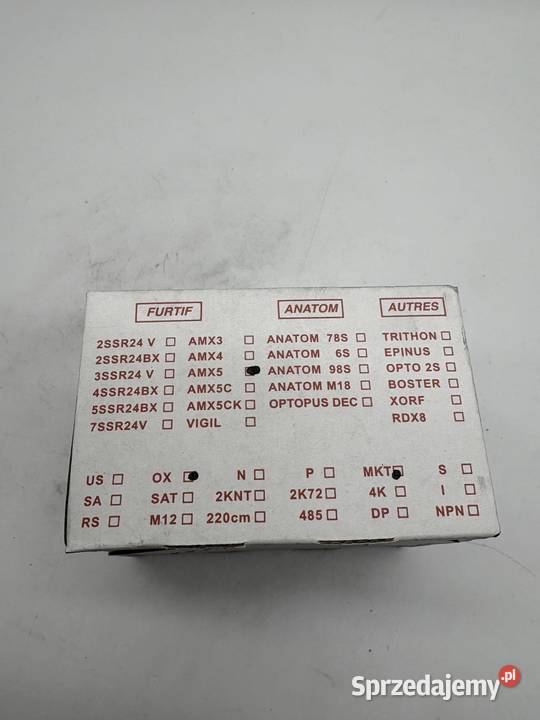 FURTIF ANATOM AUTRES
2SSR24 V AMX3 ANATOM 78S TRITHON
2SSR24BX AMX4 ANATOM 6S EPINUS
3SSR24 V AMX5 ANATOM 98S OPTO 2S
4SSR24BX AMX5C ANATOM M18 BOSTER
5SSR24BX AMX5CK OPTOPUS DEC XORF
7SSR24V VIGIL RDX8
US OX N P MKT S
SA SAT 2KNT 2K72 4K I
RS M12 220cm 485 DP NPN
Sprzedajemy.pl